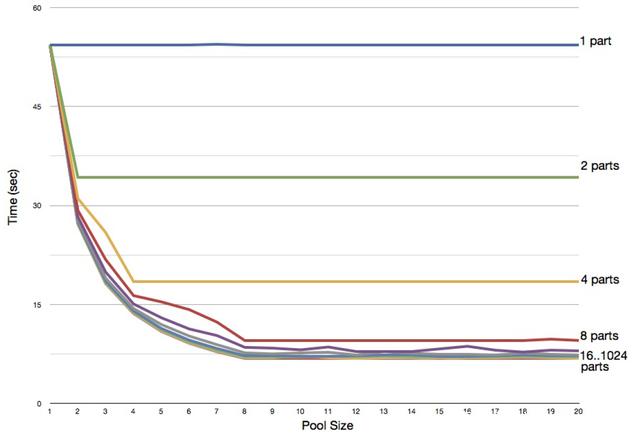 60
1 part
45
2 parts
Time (sec)
30
4 parts
15
8 parts
16..1024
parts
0
1 2 3 4 5 6 7 8 9 10 11 12 13 14 15 16 17 18 19 20
Pool Size